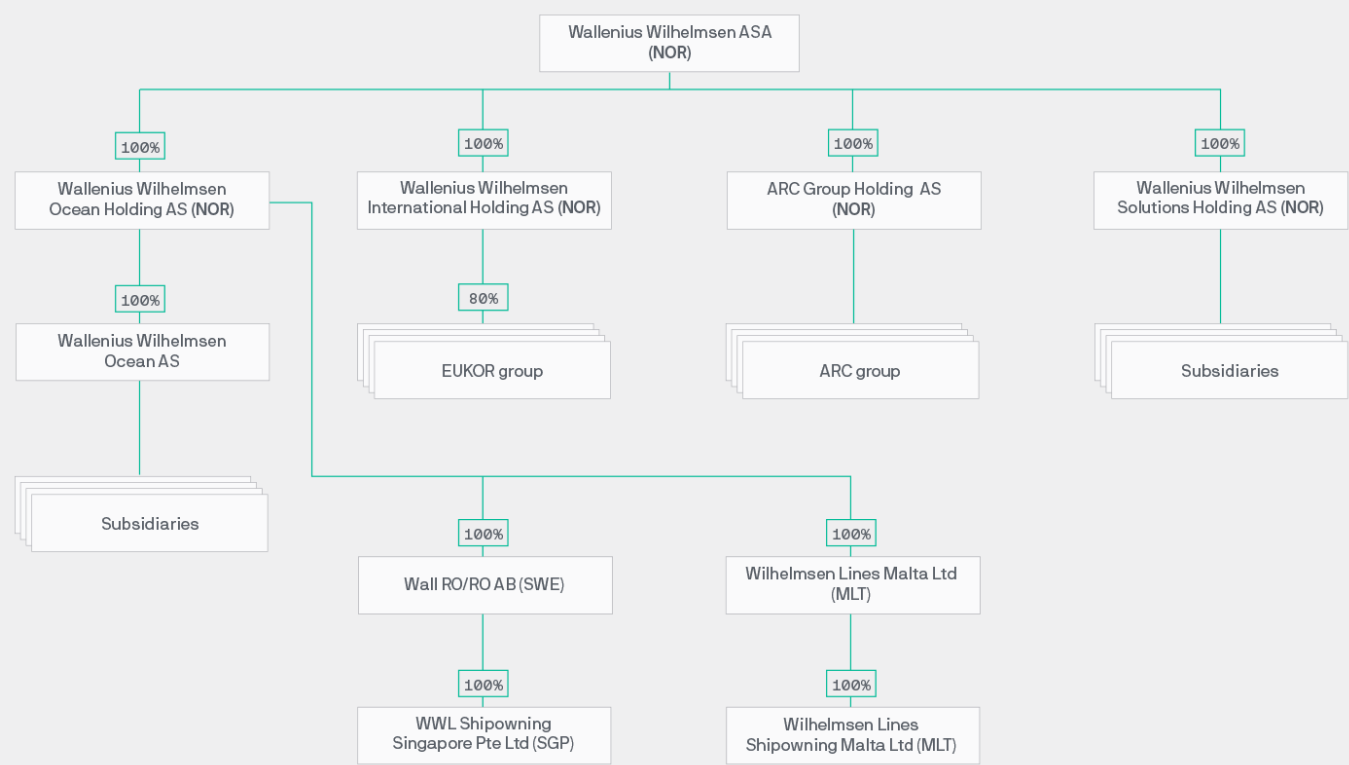 Wallenius Wilhelmsen ASA
(NOR)
100%
100%
100%
100%
Wallenius Wilhelmsen
Ocean Holding AS (NOR)
Wallenius Wilhelmsen
International Holding AS (NOR)
ARC Group Holding AS
(NOR)
Wallenius Wilhelmsen
Solutions Holding AS (NOR)
100%
80%
Wallenius Wilhelmsen
Ocean AS
EUKOR group
ARC group
Subsidiaries
Subsidiaries
100%
100%
Wall RO/RO AB (SWE)
Wilhelmsen Lines Malta Ltd
(MLT)
100%
100%
WWL Shipowning
Singapore Pte Ltd (SGP)
Wilhelmsen Lines
Shipowning Malta Ltd (MLT)